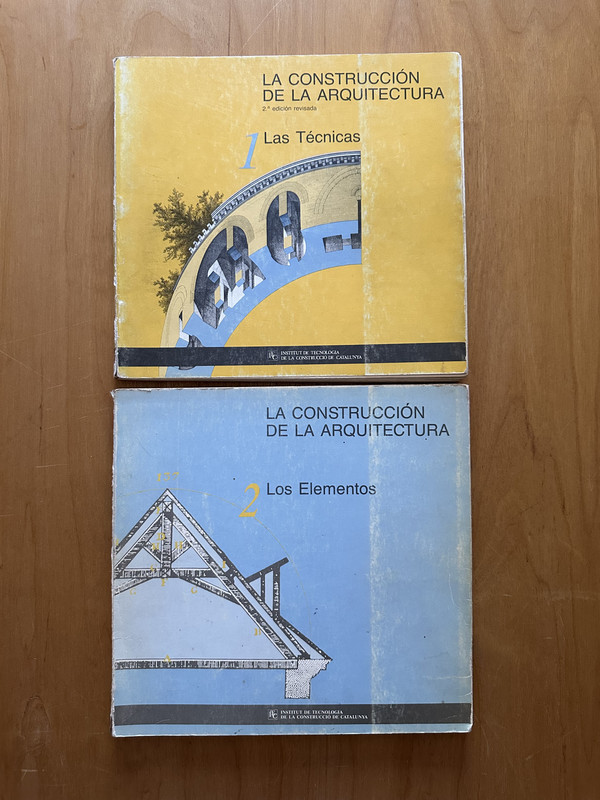 LA CONSTRUCCIÓN
DE LA ARQUITECTURA
2.ª edición revisada
1 Las Técnicas
INSTITUT DE TECNOLOGIA
DE LA CONSTRUCCIÓ DE CATALUNYA
LA CONSTRUCCIÓN
DE LA ARQUITECTURA
2 Los Elementos
INSTITUT DE TECNOLOGIA
DE LA CONSTRUCCIÓ DE CATALUNYA